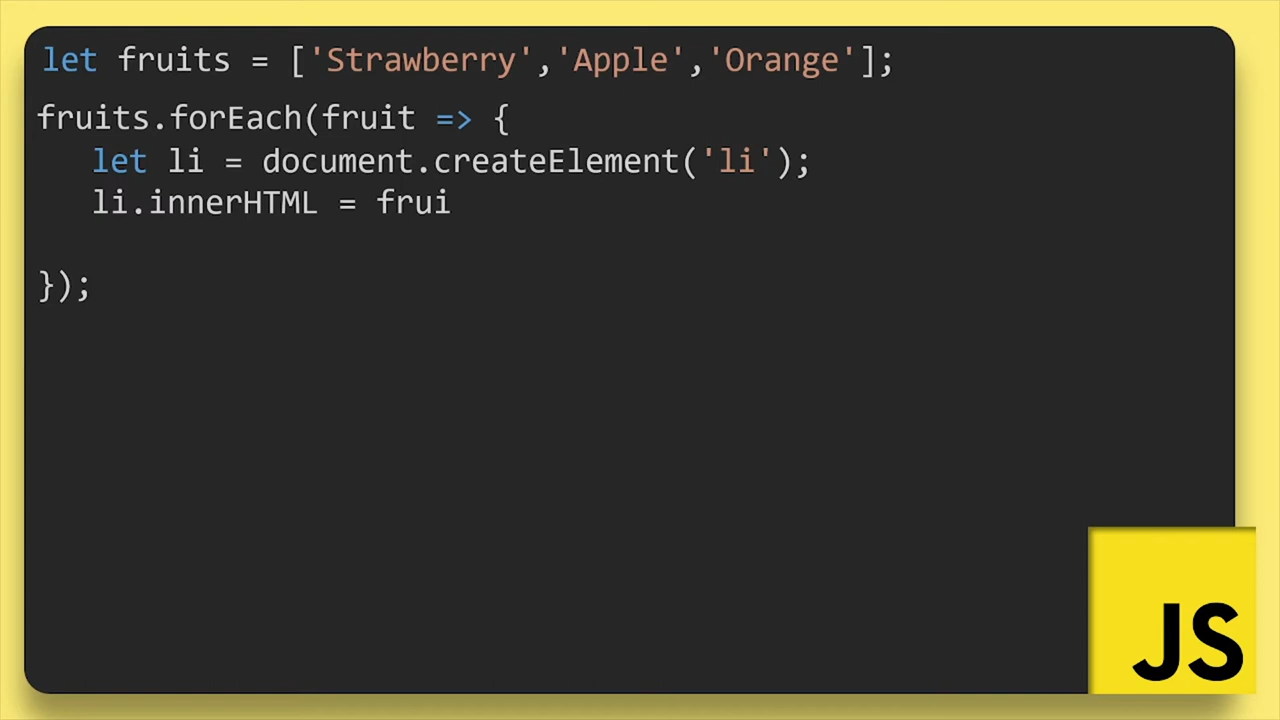 let fruits = ['Strawberry','Apple','Orange'];
fruits.forEach(fruit => {
let li = document.createElement('li');
li.innerHTML = frui
});
JS